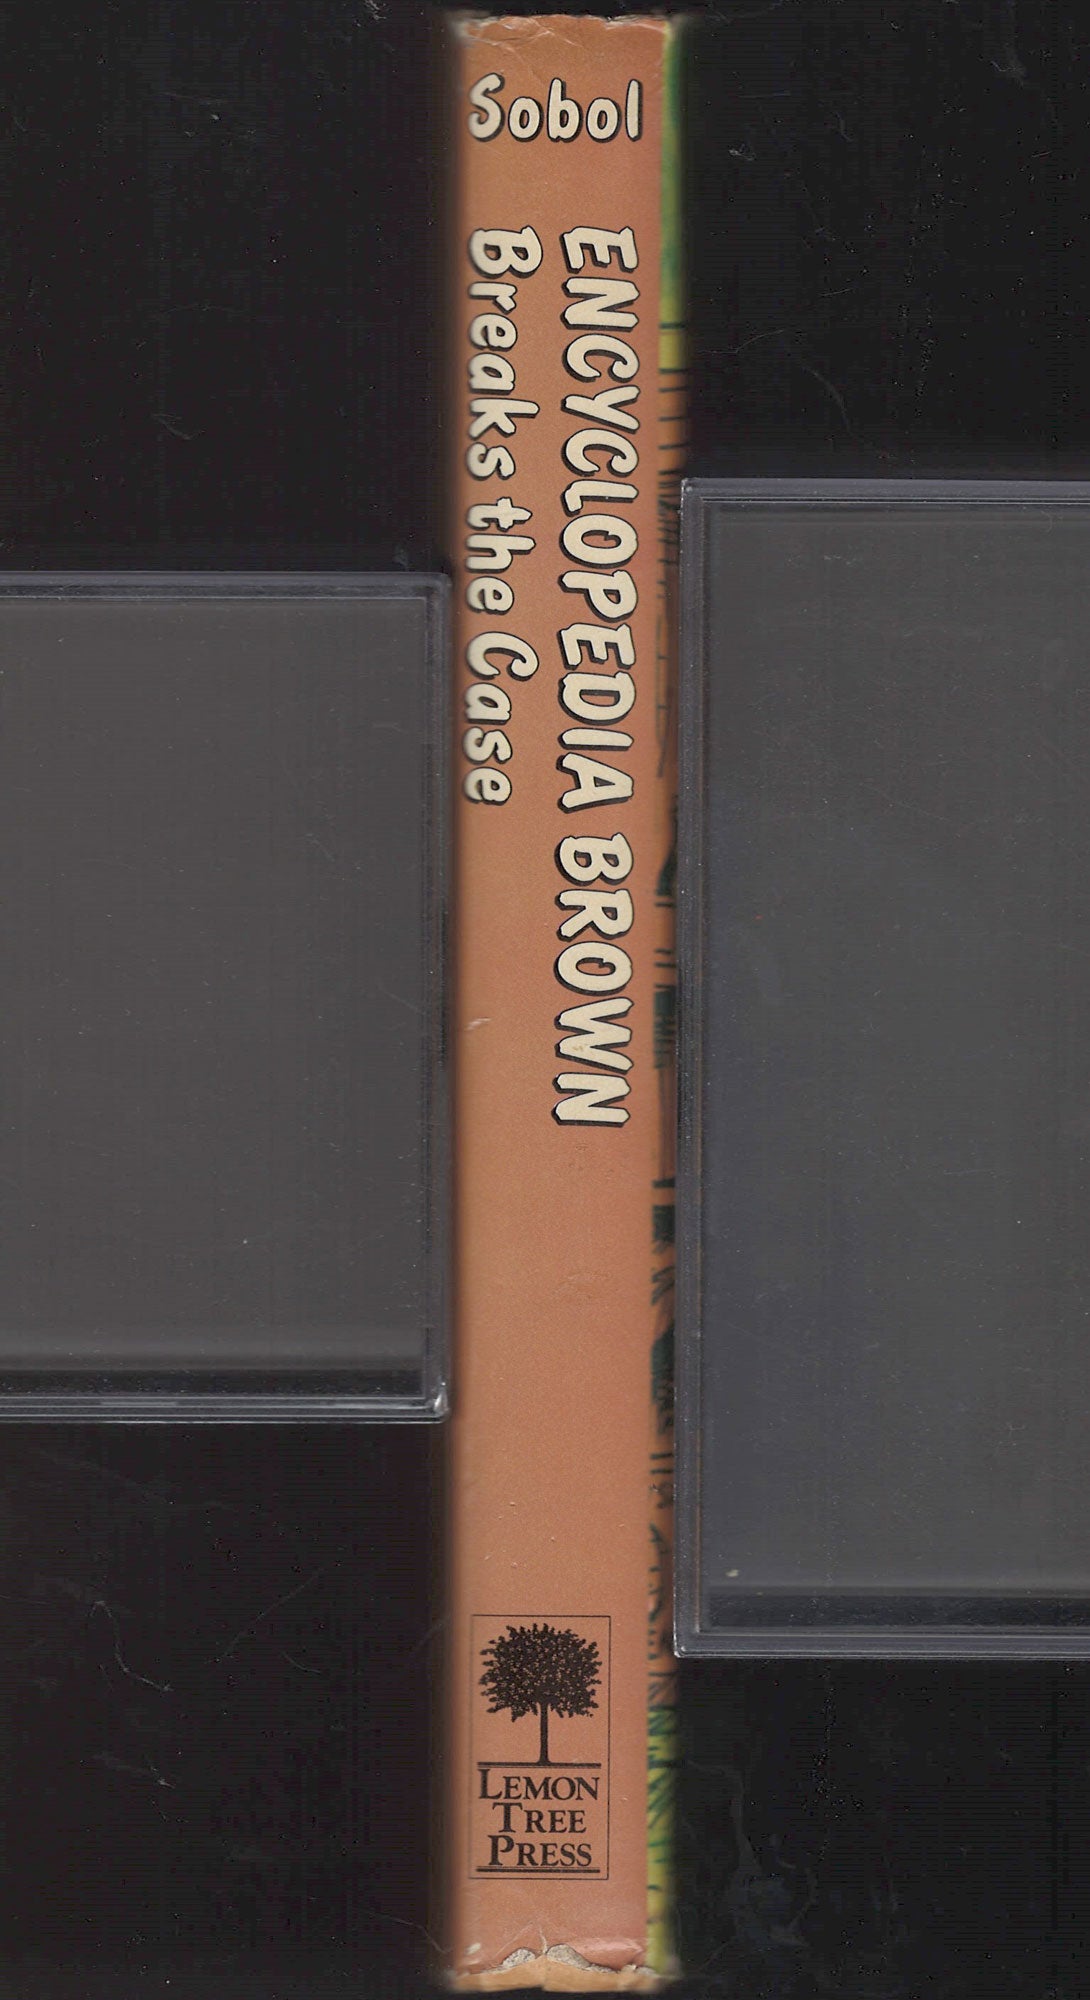 Sobol
ENCYCLOPEDIA BROWN
Breaks the Case
LEMON
TREE
PRESS